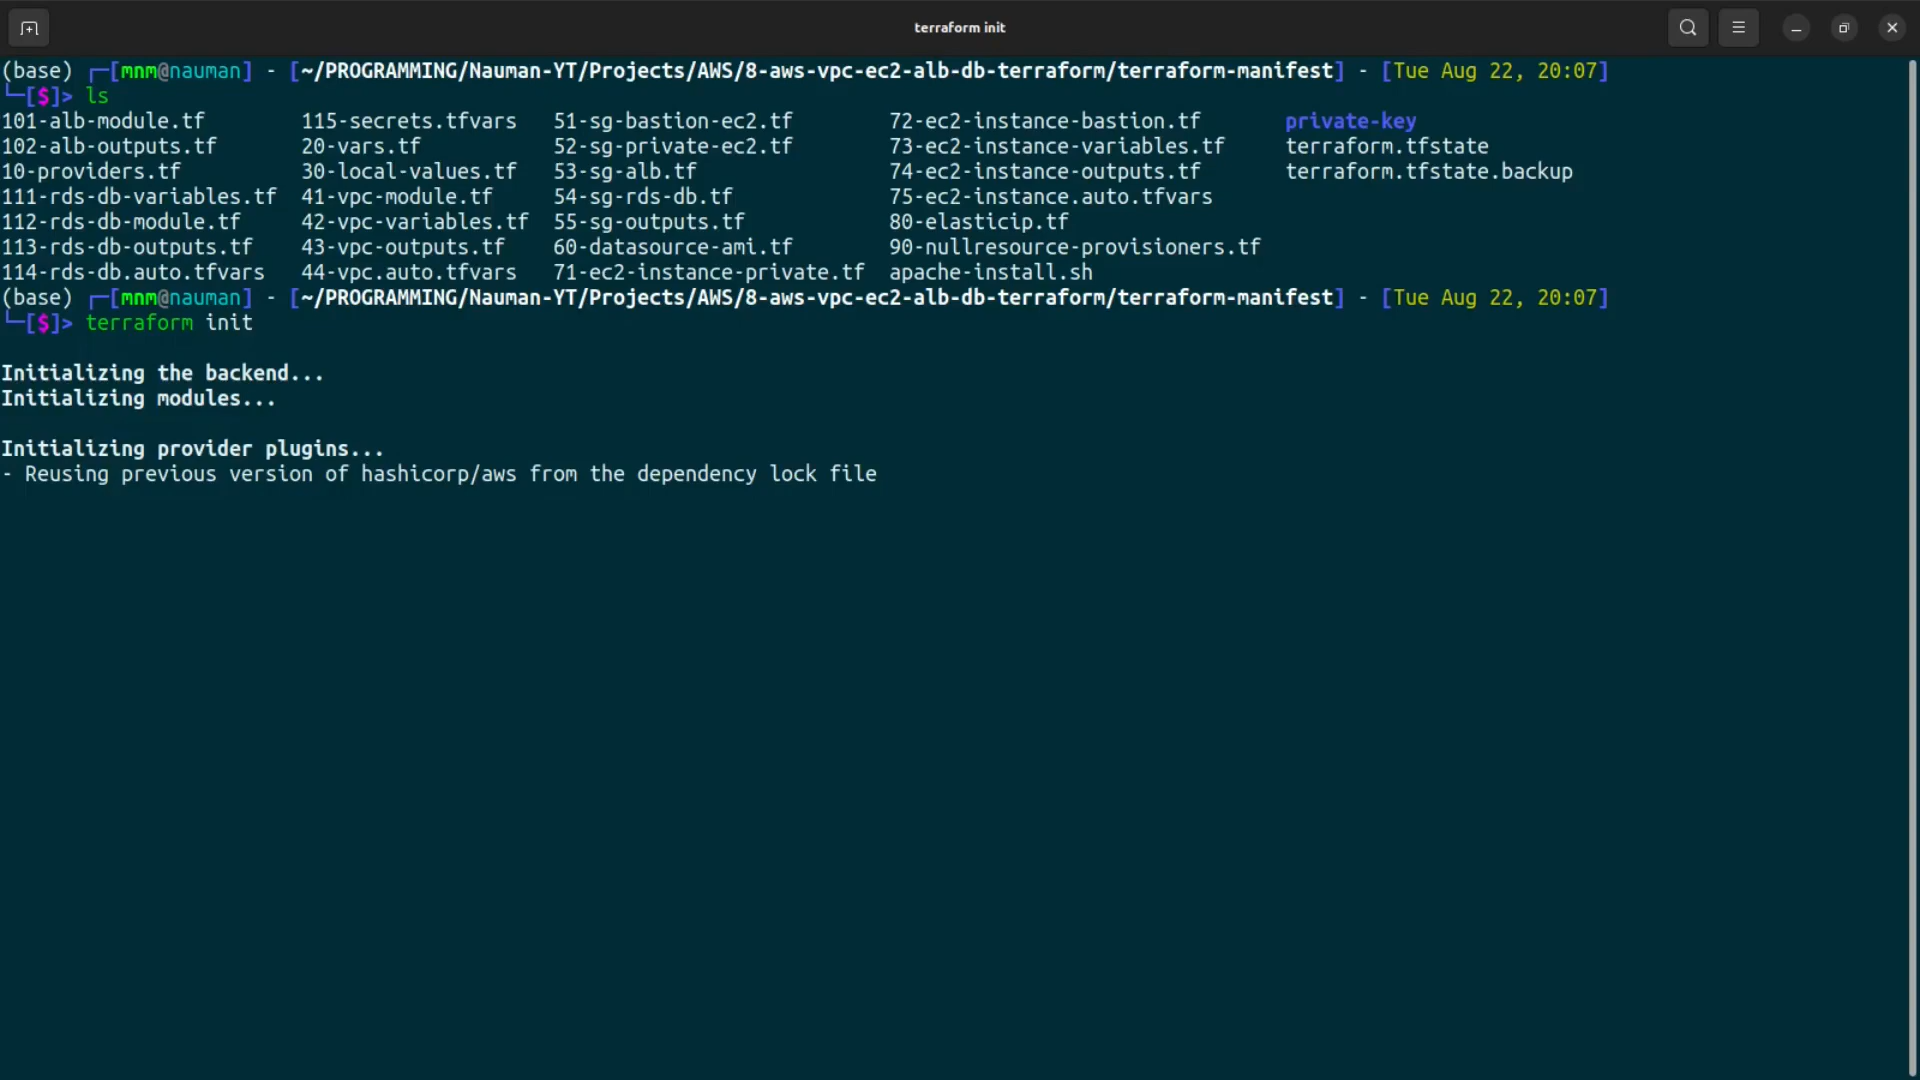 terraform init
(base) ┌─[mnm@nauman] - [~/PROGRAMMING/Nauman-YT/Projects/AWS/8-aws-vpc-ec2-alb-db-terraform/terraform-manifest] - [Tue Aug 22, 20:07]
└─[$]> ls
101-alb-module.tf 115-secrets.tfvars 51-sg-bastion-ec2.tf 72-ec2-instance-bastion.tf private-key
102-alb-outputs.tf 20-vars.tf 52-sg-private-ec2.tf 73-ec2-instance-variables.tf terraform.tfstate
10-providers.tf 30-local-values.tf 53-sg-alb.tf 74-ec2-instance-outputs.tf terraform.tfstate.backup
111-rds-db-variables.tf 41-vpc-module.tf 54-sg-rds-db.tf 75-ec2-instance.auto.tfvars
112-rds-db-module.tf 42-vpc-variables.tf 55-sg-outputs.tf 80-elasticip.tf
113-rds-db-outputs.tf 43-vpc-outputs.tf 60-datasource-ami.tf 90-nullresource-provisioners.tf
114-rds-db.auto.tfvars 44-vpc.auto.tfvars 71-ec2-instance-private.tf apache-install.sh
(base) ┌─[mnm@nauman] - [~/PROGRAMMING/Nauman-YT/Projects/AWS/8-aws-vpc-ec2-alb-db-terraform/terraform-manifest] - [Tue Aug 22, 20:07]
└─[$]> terraform init
Initializing the backend...
Initializing modules...
Initializing provider plugins...
- Reusing previous version of hashicorp/aws from the dependency lock file